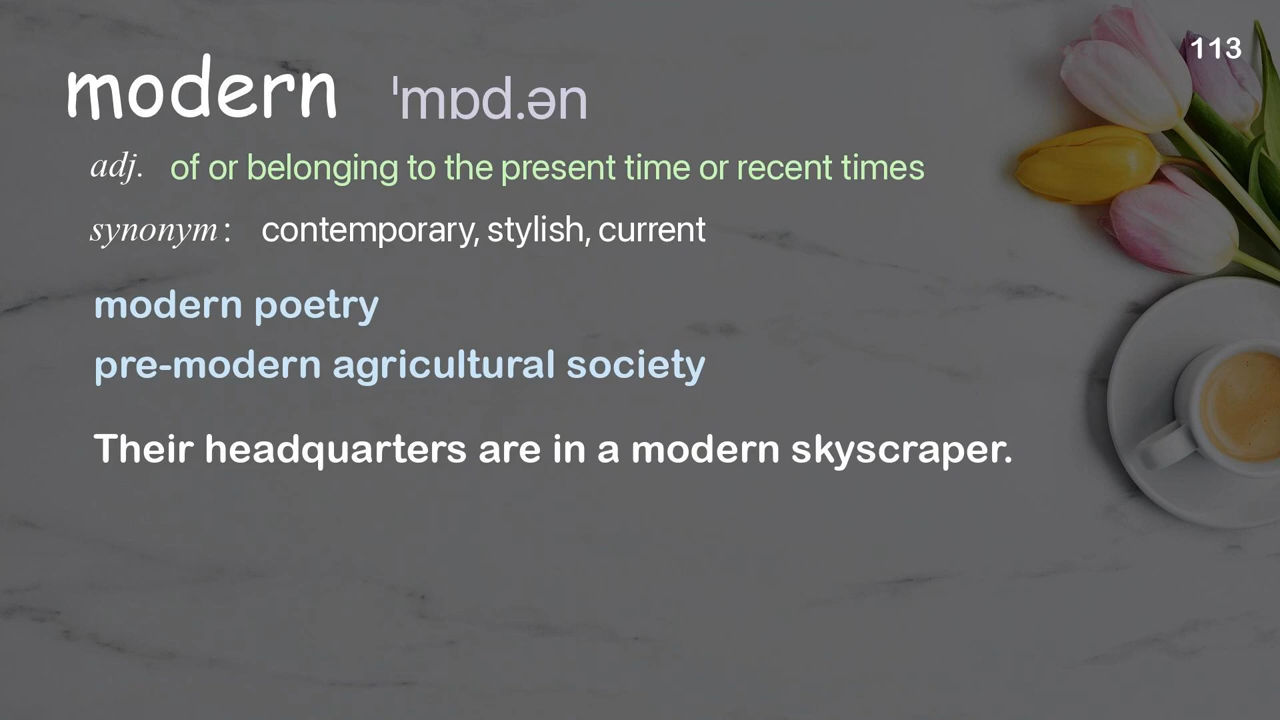 113
modern ˈmɒd.ən
adj. of or belonging to the present time or recent times
synonym: contemporary, stylish, current
modern poetry
pre-modern agricultural society
Their headquarters are in a modern skyscraper.